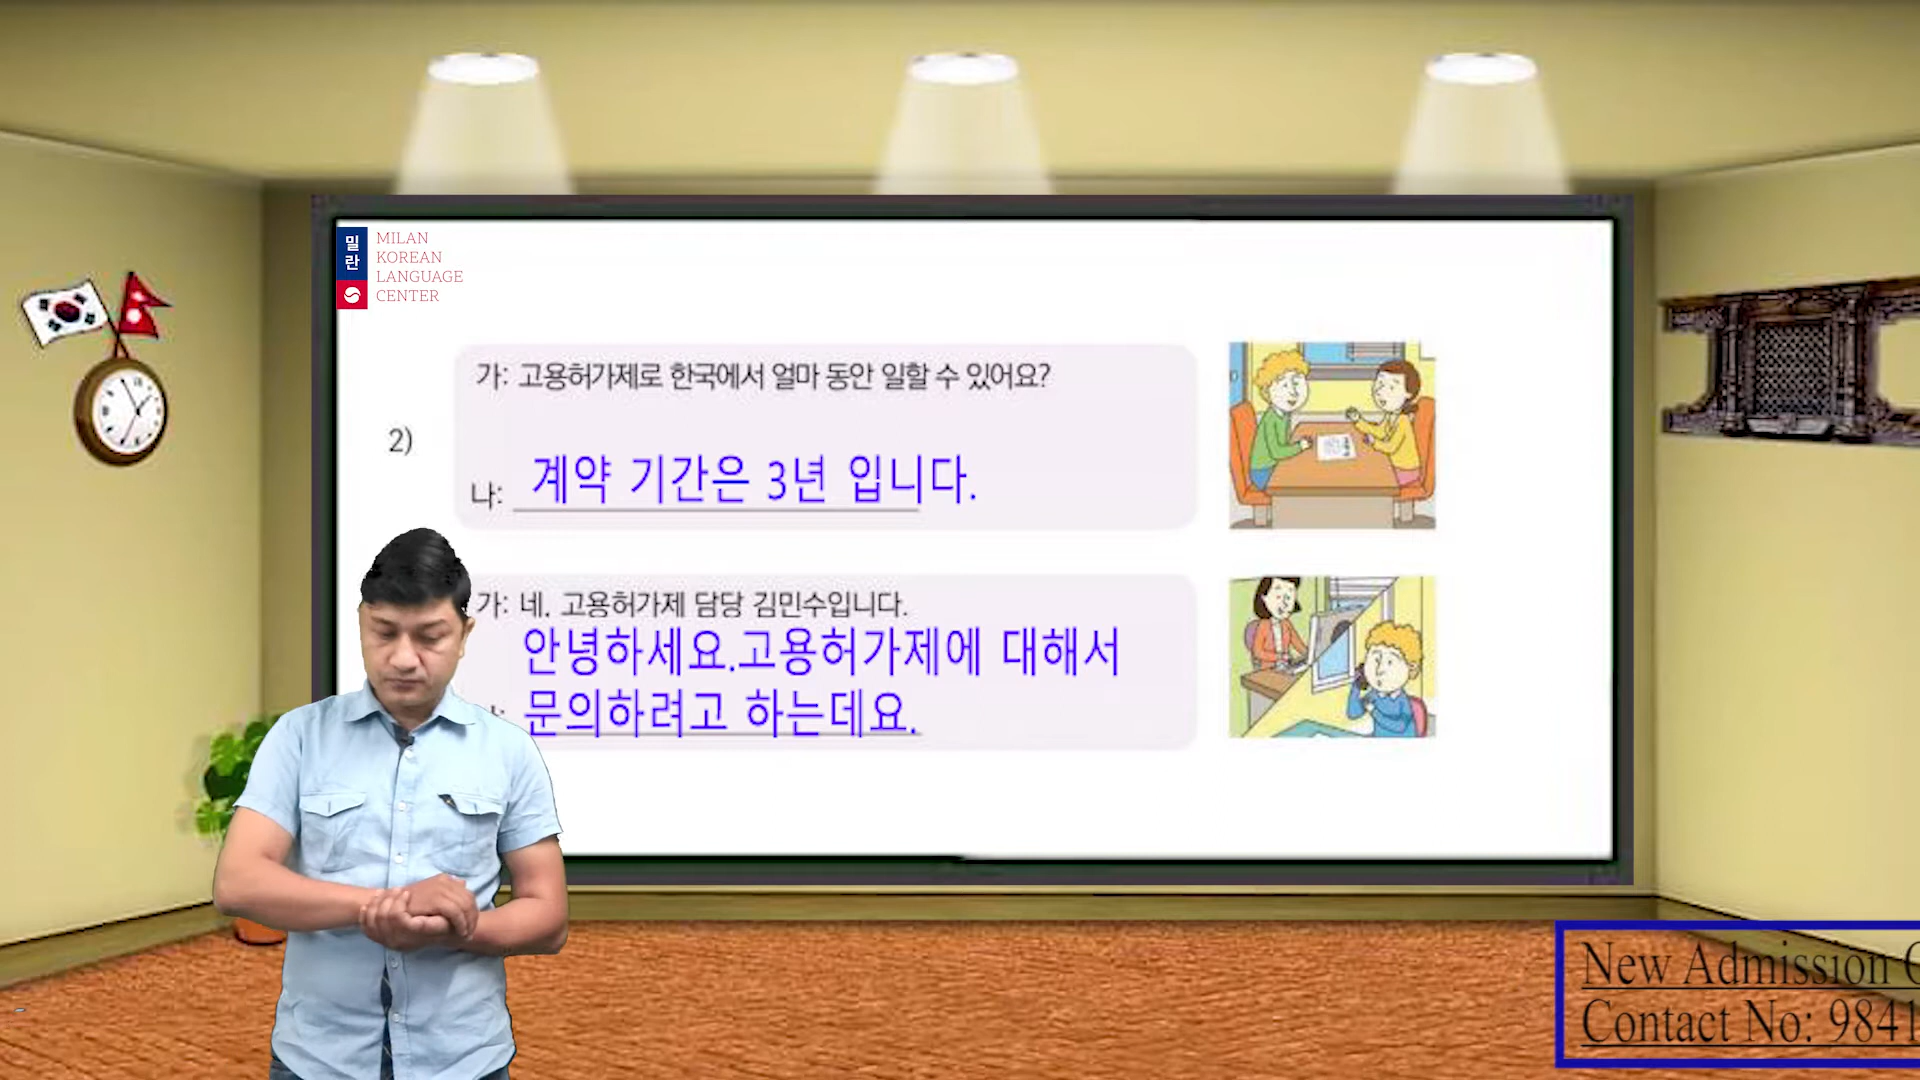 밀란
MILAN
KOREAN
LANGUAGE
CENTER
2)
가: 고용허가제로 한국에서 얼마 동안 일할 수 있어요?
나: 계약 기간은 3년 입니다.
가: 네. 고용허가제 담당 김민수입니다.
안녕하세요.고용허가제에 대해서
문의하려고 하는데요.
New Admission
Contact No: 9841